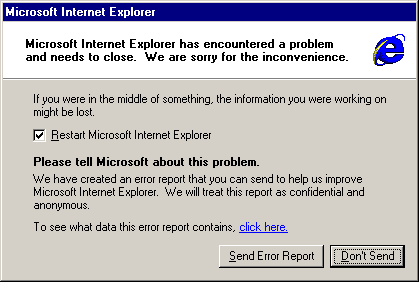 Microsoft Internet Explorer
Microsoft Internet Explorer has encountered a problem
and needs to close.  We are sorry for the inconvenience.
If you were in the middle of something, the information you were working on
might be lost.
Restart Microsoft Internet Explorer
Please tell Microsoft about this problem.
We have created an error report that you can send to help us improve
Microsoft Internet Explorer.  We will treat this report as confidential and
anonymous.
To see what data this error report contains, click here.
Send Error Report Don't Send